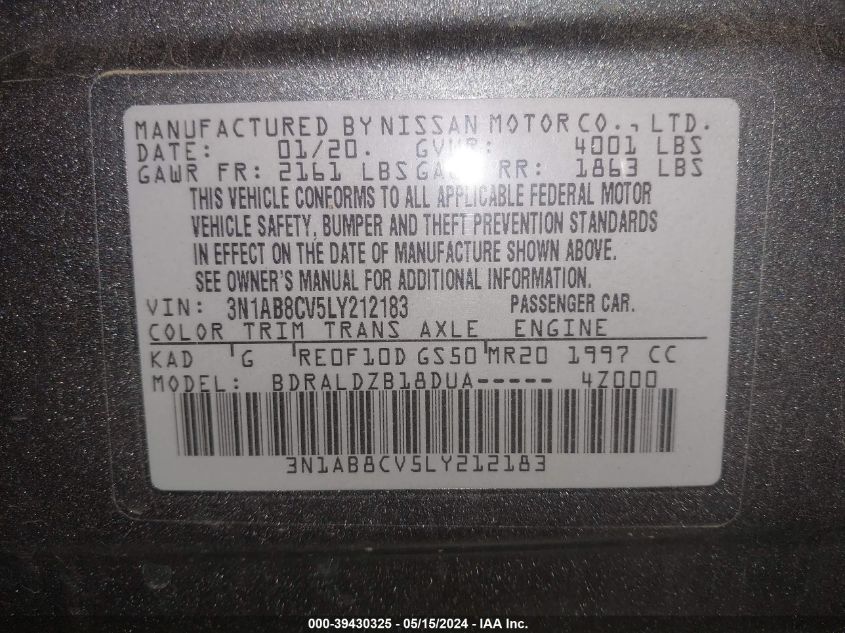 MANUFACTURED BY NISSAN MOTOR CO., LTD.
DATE: 01/20. GVWR: 4001 LBS
GAWR FR: 2161 LBS GAWR RR: 1863 LBS
THIS VEHICLE CONFORMS TO ALL APPLICABLE FEDERAL MOTOR
VEHICLE SAFETY, BUMPER AND THEFT PREVENTION STANDARDS
IN EFFECT ON THE DATE OF MANUFACTURE SHOWN ABOVE.
SEE OWNER'S MANUAL FOR ADDITIONAL INFORMATION.
VIN: 3N1AB8CV5LY212183 PASSENGER CAR.
COLOR TRIM TRANS AXLE ENGINE
KAD G RE0F10D GS50 MR20 1997 CC
MODEL: BDRALDZB18DUA----- 4Z000
3N1AB8CV5LY212183
000-39430325 - 05/15/2024 - IAA Inc.